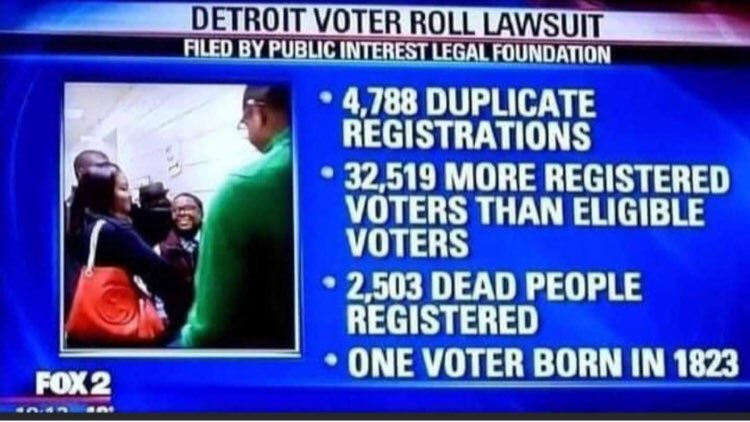 DETROIT VOTER ROLL LAWSUIT
FILED BY PUBLIC INTEREST LEGAL FOUNDATION
• 4,788 DUPLICATE
REGISTRATIONS
• 32,519 MORE REGISTERED
VOTERS THAN ELIGIBLE
VOTERS
• 2,503 DEAD PEOPLE
REGISTERED
• ONE VOTER BORN IN 1823
FOX 2